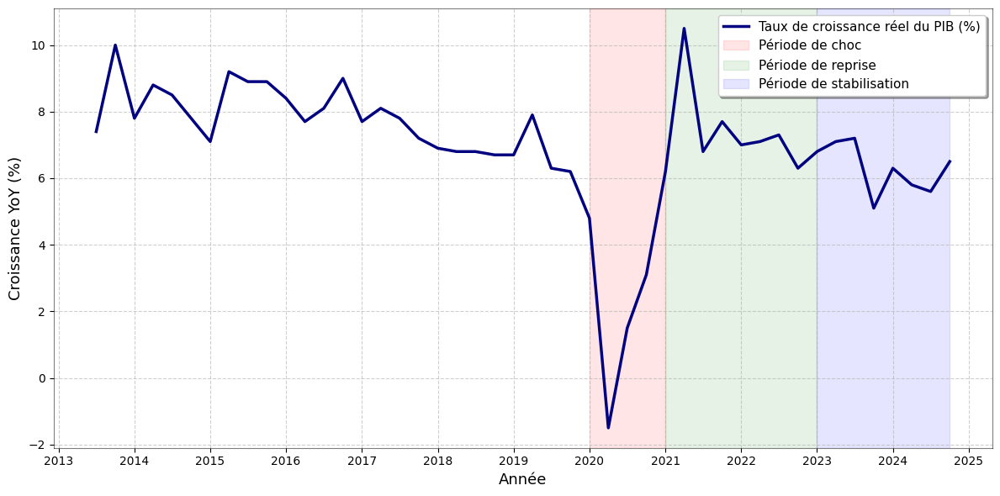 Taux de croissance réel du PIB (%)
Période de choc
Période de reprise
Période de stabilisation
Croissance YoY (%)
10
8
6
4
2
0
−2
2013 2014 2015 2016 2017 2018 2019 2020 2021 2022 2023 2024 2025
Année